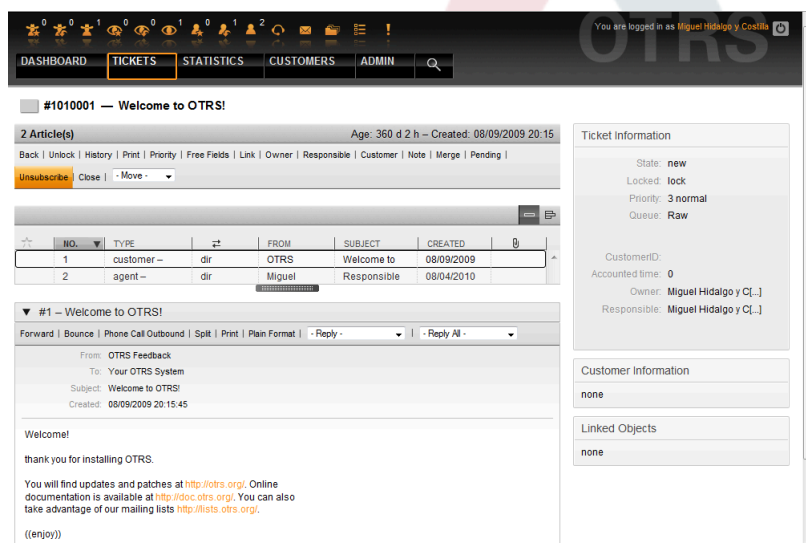 0 0 1 0 0 1 0 1 2
You are logged in as Miguel Hidalgo y Costilla
OTRS
DASHBOARD TICKETS STATISTICS CUSTOMERS ADMIN
#1010001 — Welcome to OTRS!
2 Article(s) Age: 360 d 2 h – Created: 08/09/2009 20:15
Back | Unlock | History | Print | Priority | Free Fields | Link | Owner | Responsible | Customer | Note | Merge | Pending |
Unsubscribe | Close | - Move -
NO. ▼ TYPE FROM SUBJECT CREATED
1 customer – dir OTRS Welcome to 08/09/2009
2 agent – dir Miguel Responsible 08/04/2010
▼ #1 – Welcome to OTRS!
Forward | Bounce | Phone Call Outbound | Split | Print | Plain Format | - Reply - | - Reply All -
From: OTRS Feedback
To: Your OTRS System
Subject: Welcome to OTRS!
Created: 08/09/2009 20:15:45
Welcome!
thank you for installing OTRS.
You will find updates and patches at http://otrs.org/. Online
documentation is available at http://doc.otrs.org/. You can also
take advantage of our mailing lists http://lists.otrs.org/.
((enjoy))
Ticket Information
State: new
Locked: lock
Priority: 3 normal
Queue: Raw
CustomerID:
Accounted time: 0
Owner: Miguel Hidalgo y C[...]
Responsible: Miguel Hidalgo y C[...]
Customer Information
none
Linked Objects
none